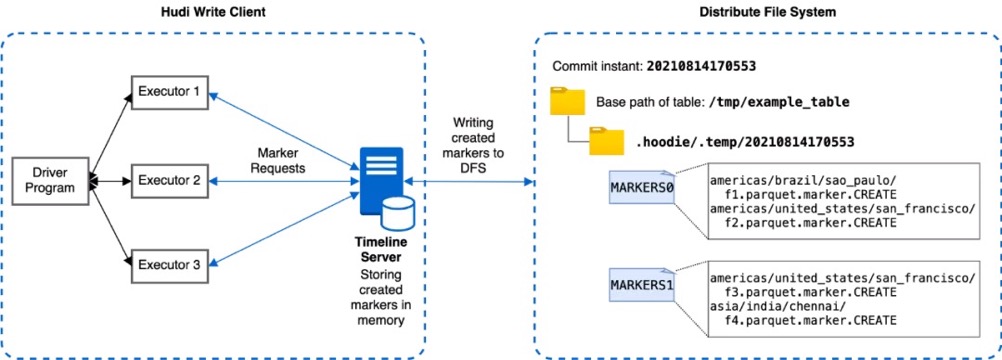 Hudi Write Client
Distribute File System
Executor 1
Driver
Program
Executor 2
Executor 3
Marker
Requests
Timeline
Server
Storing
created
markers in
memory
Writing
created
markers to
DFS
Commit instant: 20210814170553
Base path of table: /tmp/example_table
.hoodie/.temp/20210814170553
MARKERS0
americas/brazil/sao_paulo/
f1.parquet.marker.CREATE
americas/united_states/san_francisco/
f2.parquet.marker.CREATE
MARKERS1
americas/united_states/san_francisco/
f3.parquet.marker.CREATE
asia/india/chennai/
f4.parquet.marker.CREATE